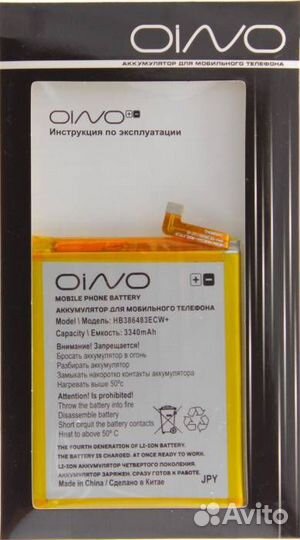 OiNO
АККУМУЛЯТОР ДЛЯ МОБИЛЬНОГО ТЕЛЕФОНА
OiNO
Инструкция по эксплуатации
OiNO
MOBILE PHONE BATTERY
АККУМУЛЯТОР ДЛЯ МОБИЛЬНОГО ТЕЛЕФОНА
Model \ Модель: HB386483ECW+
Capacity \ Емкость: 3340mAh
Внимание! Запрещается:
Бросать аккумулятор в огонь
Разбирать аккумулятор
Замыкать накоротко контакты аккумулятора
Нагревать выше 50°c
Attention! Is prohibited!
Throw the battery into fire
Disassemble battery
Short circuit the battery contacts
Hnat to above 50° C
THE FOURTH GENERATION OF LI-ION BATTERY.
THE BATTERY IS CHARGED. READY AT ONCE.
LI-ION АККУМУЛЯТОР ЧЕТВЕРТОГО ПОКОЛЕНИЯ.
АККУМУЛЯТОР ЗАРЯЖЕН. СРАЗУ ГОТОВ К РАБОТЕ.
Made in China / Сделано в Китае
JPY
Avito